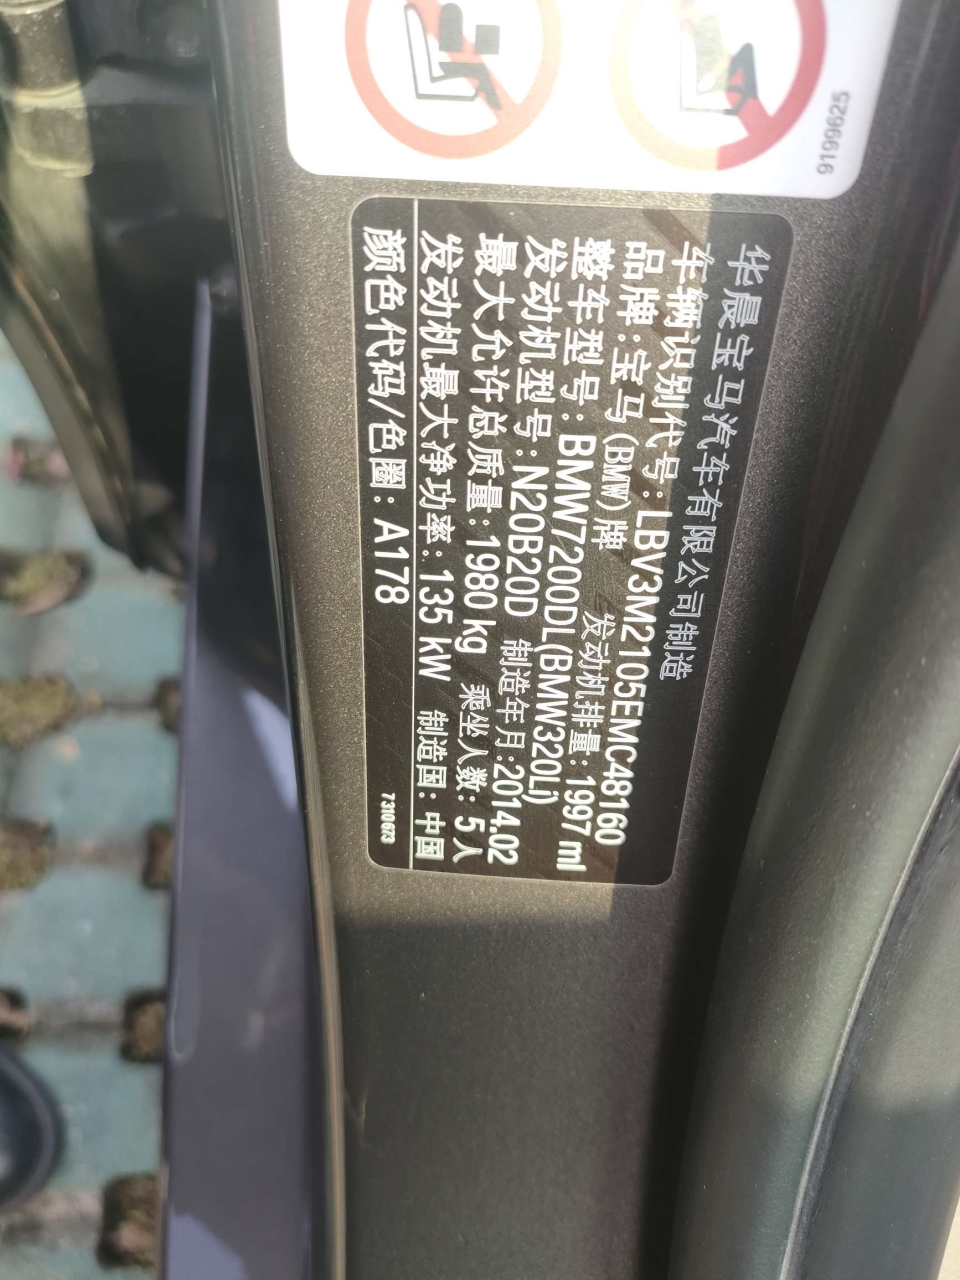 9199625
华晨宝马汽车有限公司制造
车辆识别代号:LBV3M2105EMC48160
品牌:宝马(BMW)牌 发动机排量:1997 ml
整车型号:BMW7200DL(BMW320Li)
发动机型号:N20B20D 制造年月:2014.02
最大允许总质量:1980 kg 乘坐人数:5人
发动机最大净功率:135 kW 制造国:中国
颜色代码/色圈:A178
73106F3